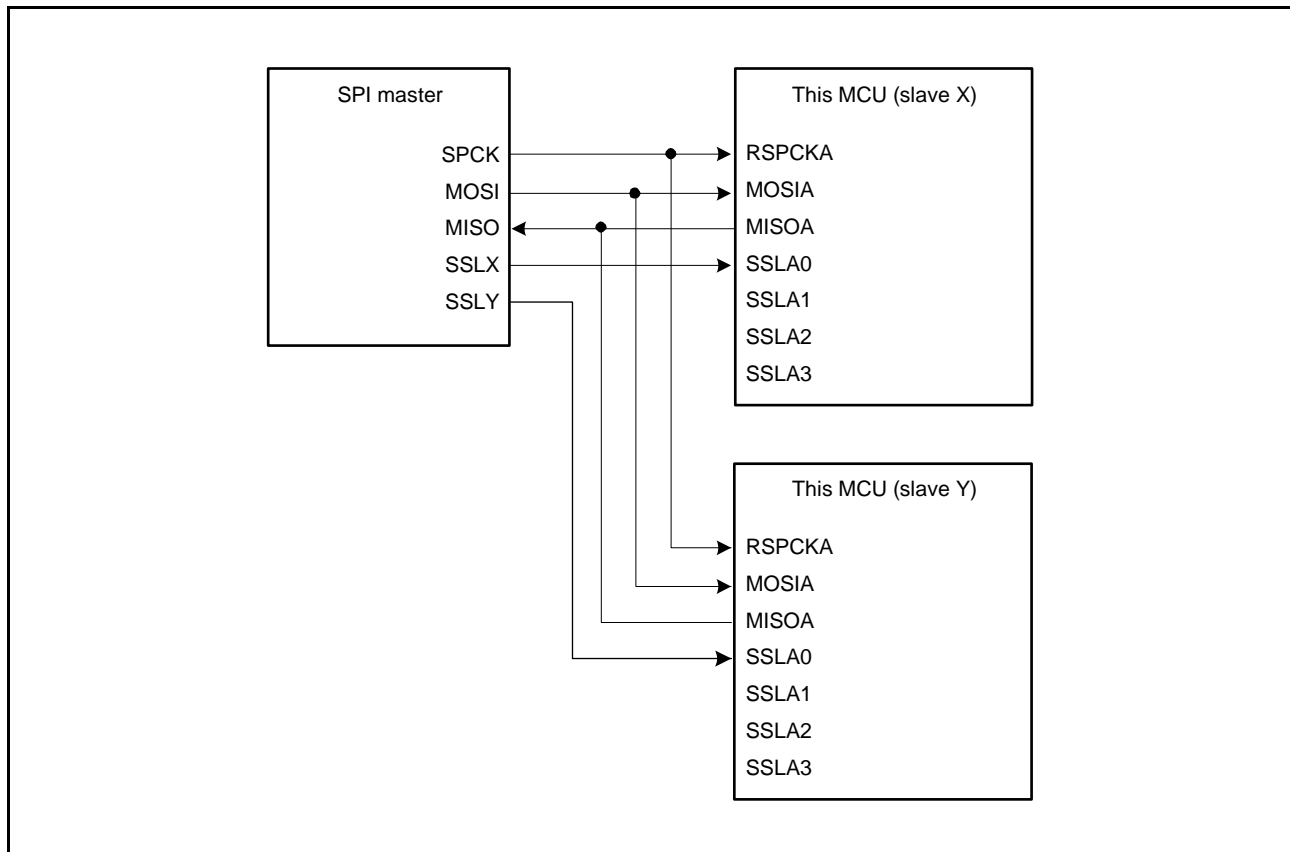 SPI master
SPCK
MOSI
MISO
SSLX
SSLY
This MCU (slave X)
RSPCKA
MOSIA
MISOA
SSLA0
SSLA1
SSLA2
SSLA3
This MCU (slave Y)
RSPCKA
MOSIA
MISOA
SSLA0
SSLA1
SSLA2
SSLA3